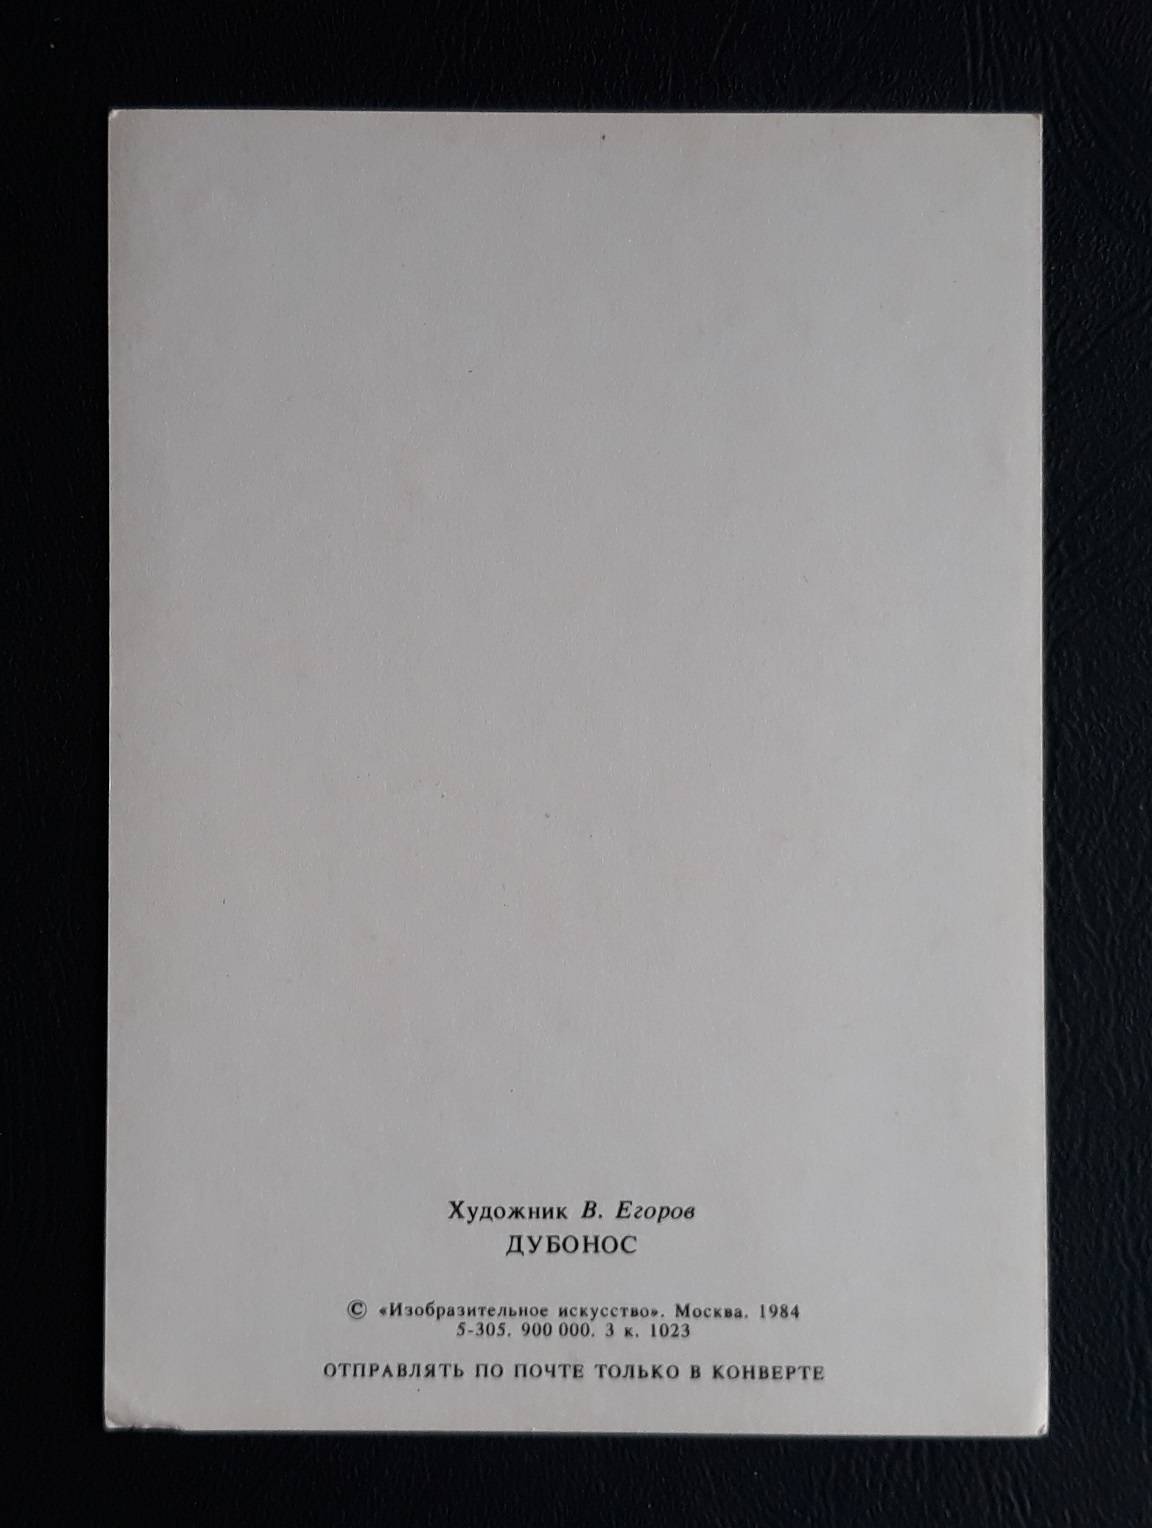 Художник В. Егоров
ДУБОНОС
© «Изобразительное искусство». Москва. 1984
5-305. 900 000. 3 к. 1023
ОТПРАВЛЯТЬ ПО ПОЧТЕ ТОЛЬКО В КОНВЕРТЕ